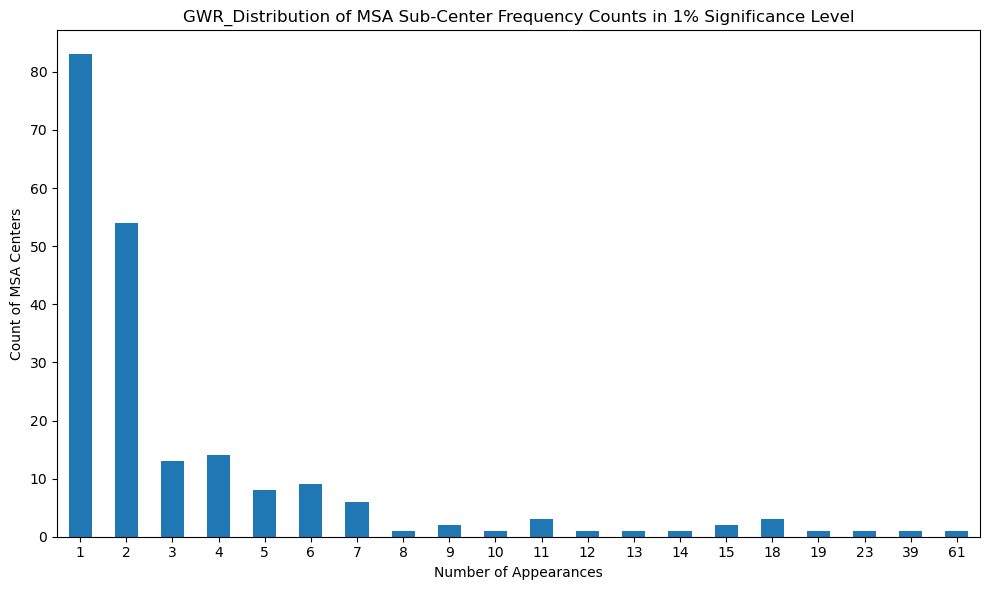 GWR_Distribution of MSA Sub-Center Frequency Counts in 1% Significance Level
Count of MSA Centers
80
70
60
50
40
30
20
10
0
1 2 3 4 5 6 7 8 9 10 11 12 13 14 15 18 19 23 39 61
Number of Appearances